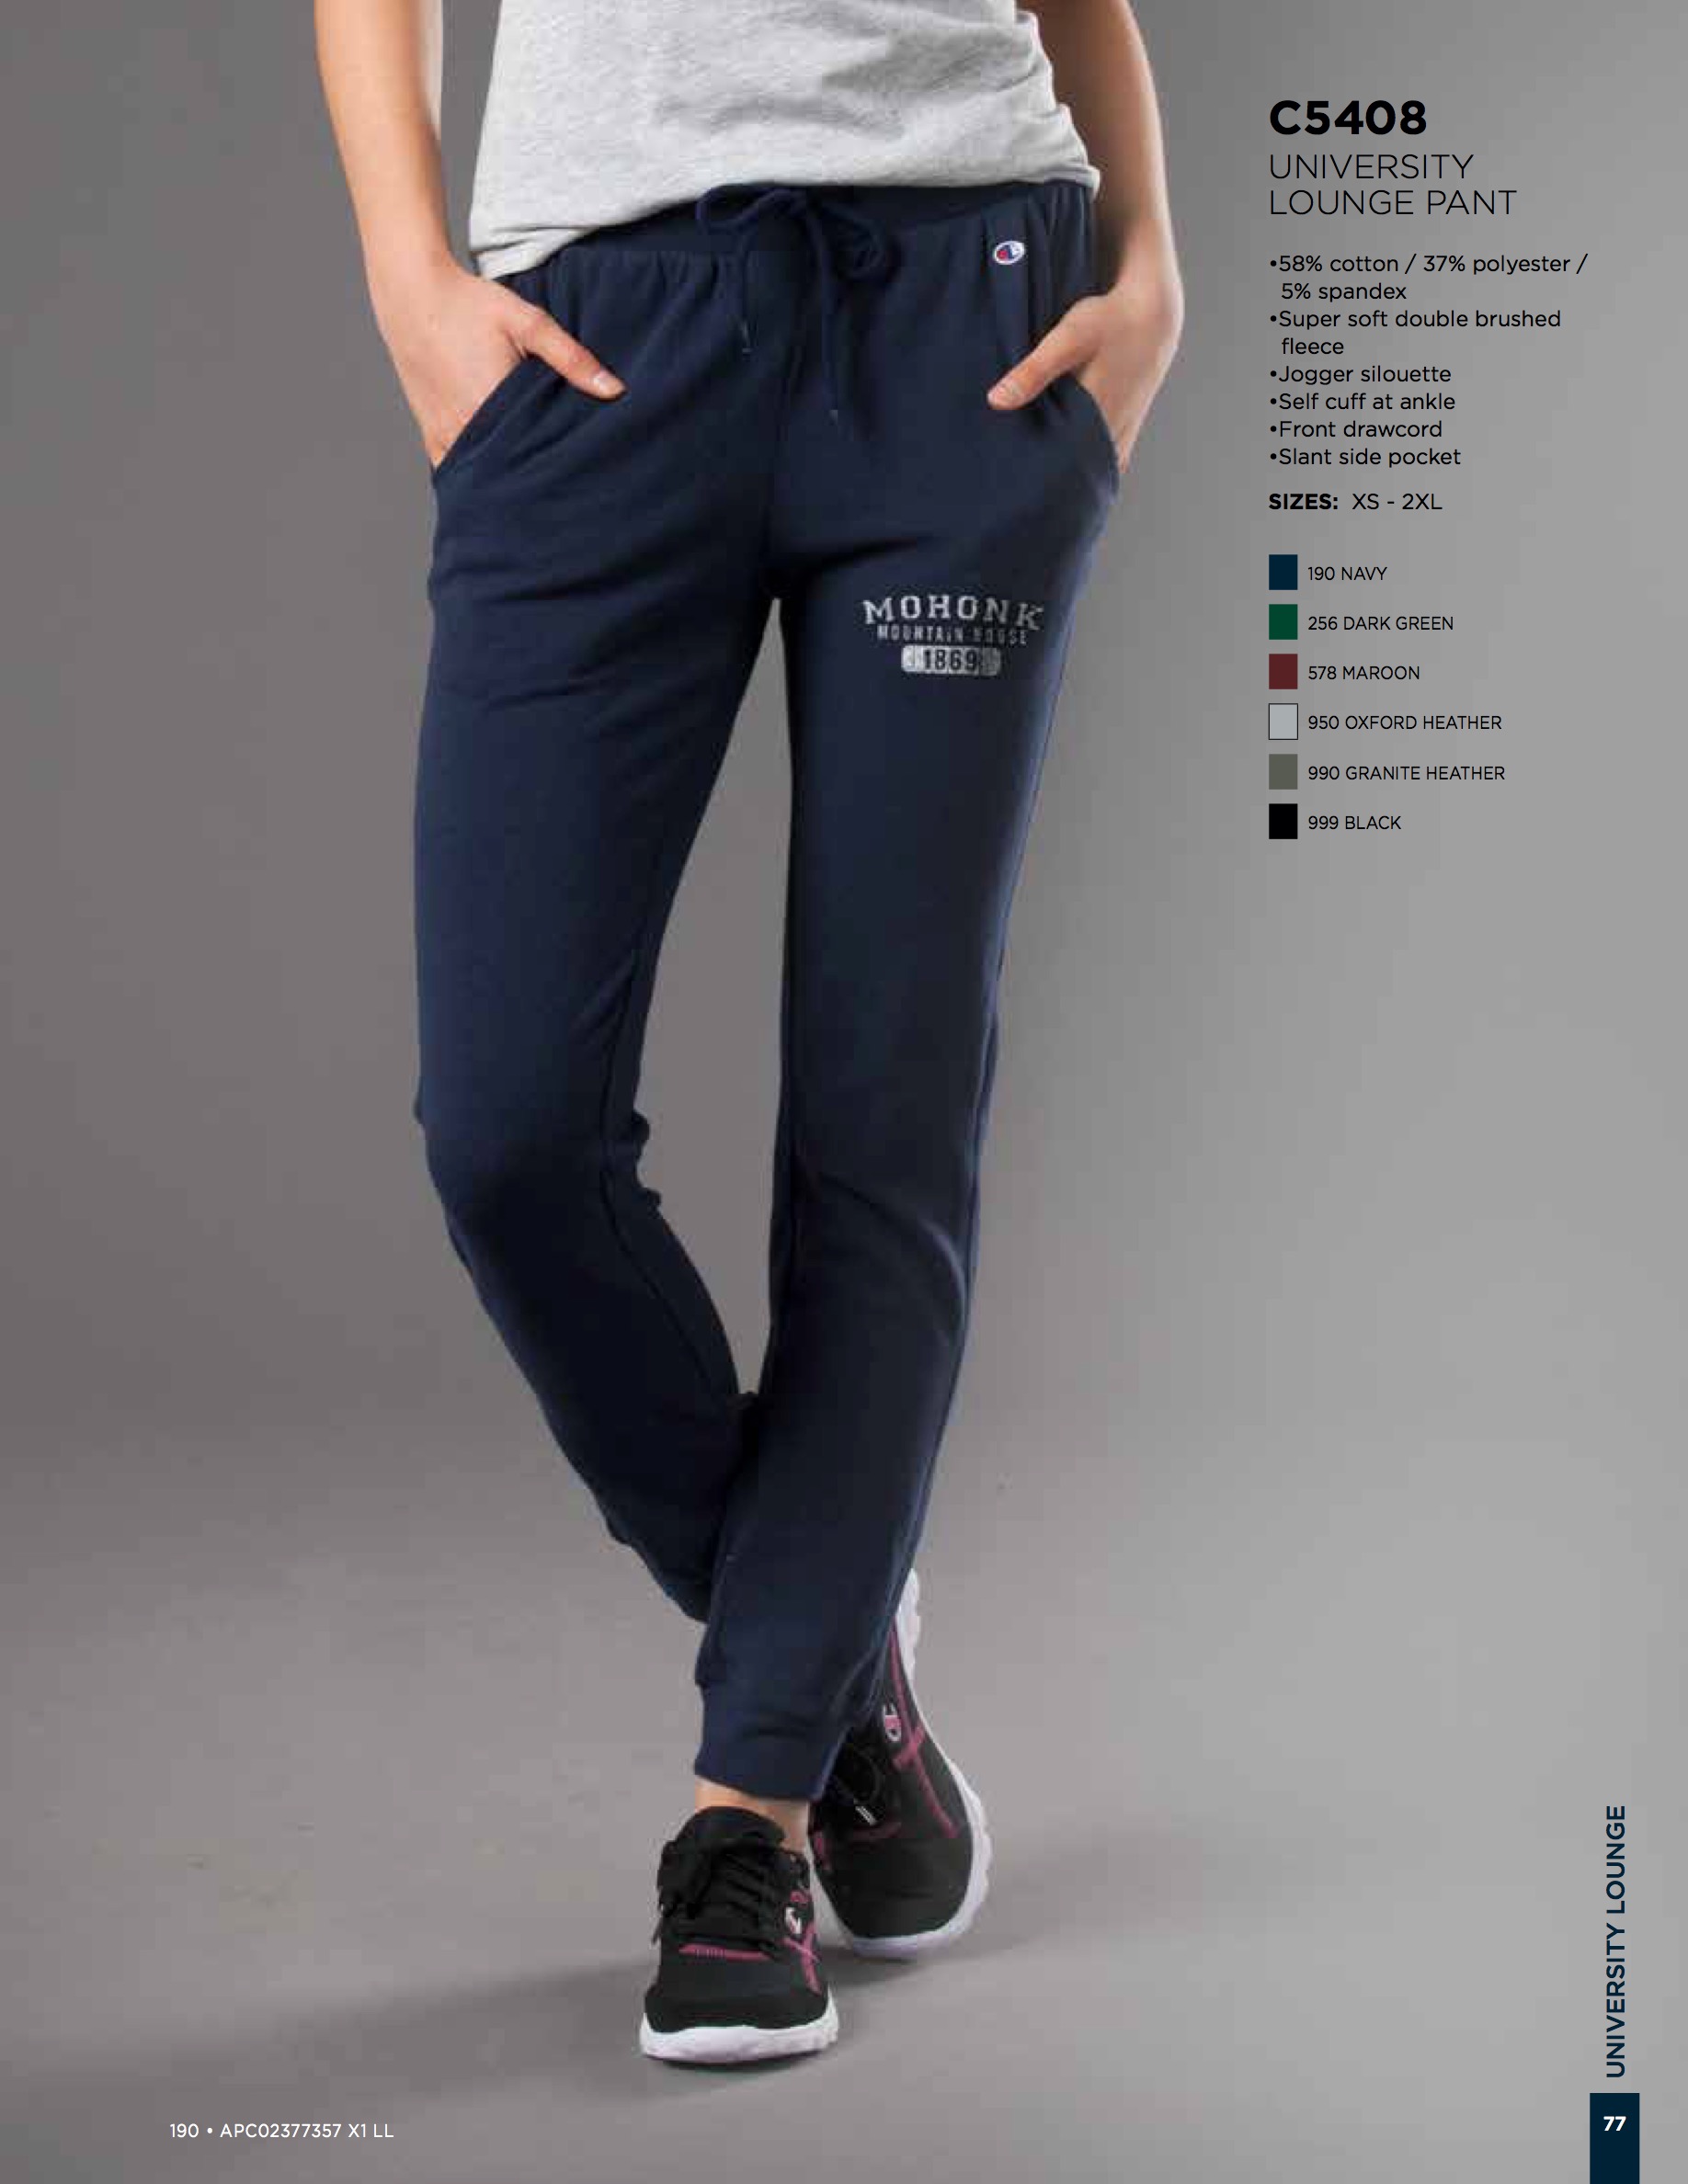 C5408
UNIVERSITY
LOUNGE PANT
•58% cotton / 37% polyester /
5% spandex
•Super soft double brushed
fleece
•Jogger silouette
•Self cuff at ankle
•Front drawcord
•Slant side pocket
SIZES: XS - 2XL
190 NAVY
256 DARK GREEN
578 MAROON
950 OXFORD HEATHER
990 GRANITE HEATHER
999 BLACK
MOHONK
MOUNTAIN HOUSE
1869
UNIVERSITY LOUNGE
190 • APC02377357 X1 LL
77